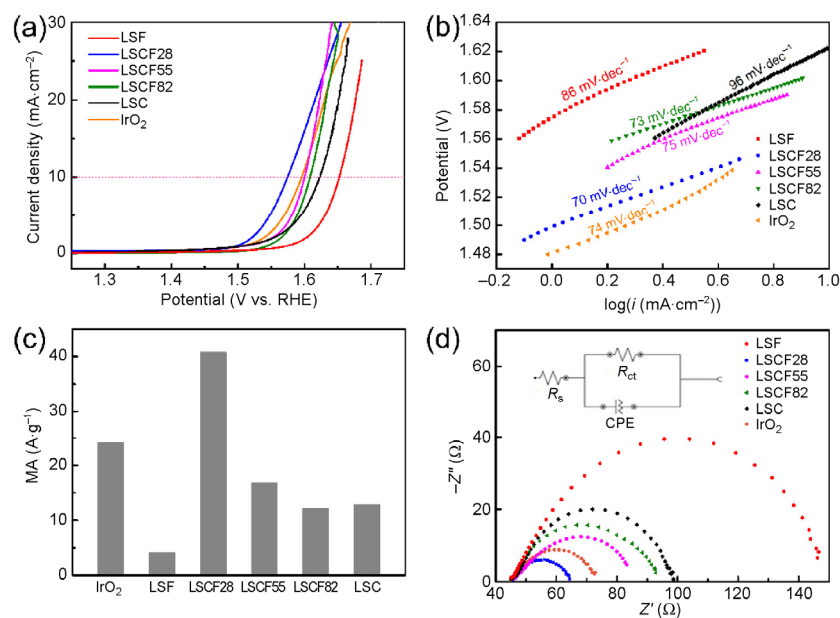 (a)
30
20
10
0
Current density (mA·cm⁻²)
1.3 1.4 1.5 1.6 1.7
Potential (V vs. RHE)
LSF
LSCF28
LSCF55
LSCF82
LSC
IrO₂
(b)
1.64
1.62
1.60
1.58
1.56
1.54
1.52
1.50
1.48
Potential (V)
−0.2 0.0 0.2 0.4 0.6 0.8 1.0
log(i (mA·cm⁻²))
86 mV·dec⁻¹
96 mV·dec⁻¹
73 mV·dec⁻¹
75 mV·dec⁻¹
70 mV·dec⁻¹
74 mV·dec⁻¹
LSF
LSCF28
LSCF55
LSCF82
LSC
IrO₂
(c)
50
40
30
20
10
0
MA (A·g⁻¹)
IrO₂ LSF LSCF28 LSCF55 LSCF82 LSC
(d)
60
40
20
0
−Z″ (Ω)
40 60 80 100 120 140
Z′ (Ω)
Rₛ
R_ct
CPE
LSF
LSCF28
LSCF55
LSCF82
LSC
IrO₂